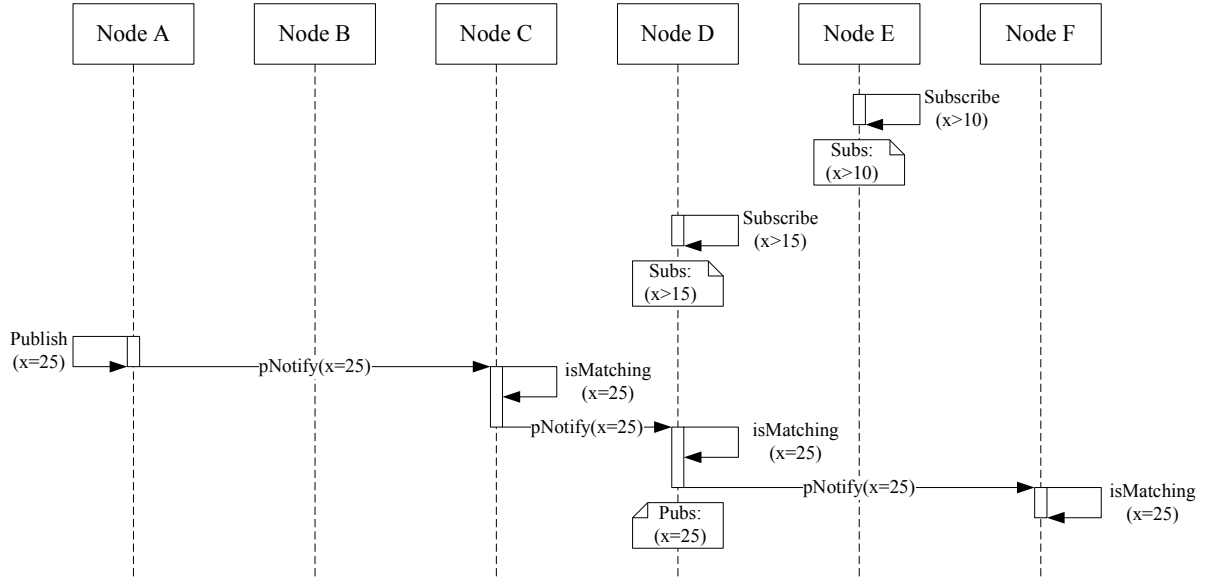 Node A
Node B
Node C
Node D
Node E
Node F
Subscribe
(x>10)
Subs:
(x>10)
Subscribe
(x>15)
Subs:
(x>15)
Publish
(x=25)
pNotify(x=25)
isMatching
(x=25)
pNotify(x=25)
isMatching
(x=25)
pNotify(x=25)
isMatching
(x=25)
Pubs:
(x=25)